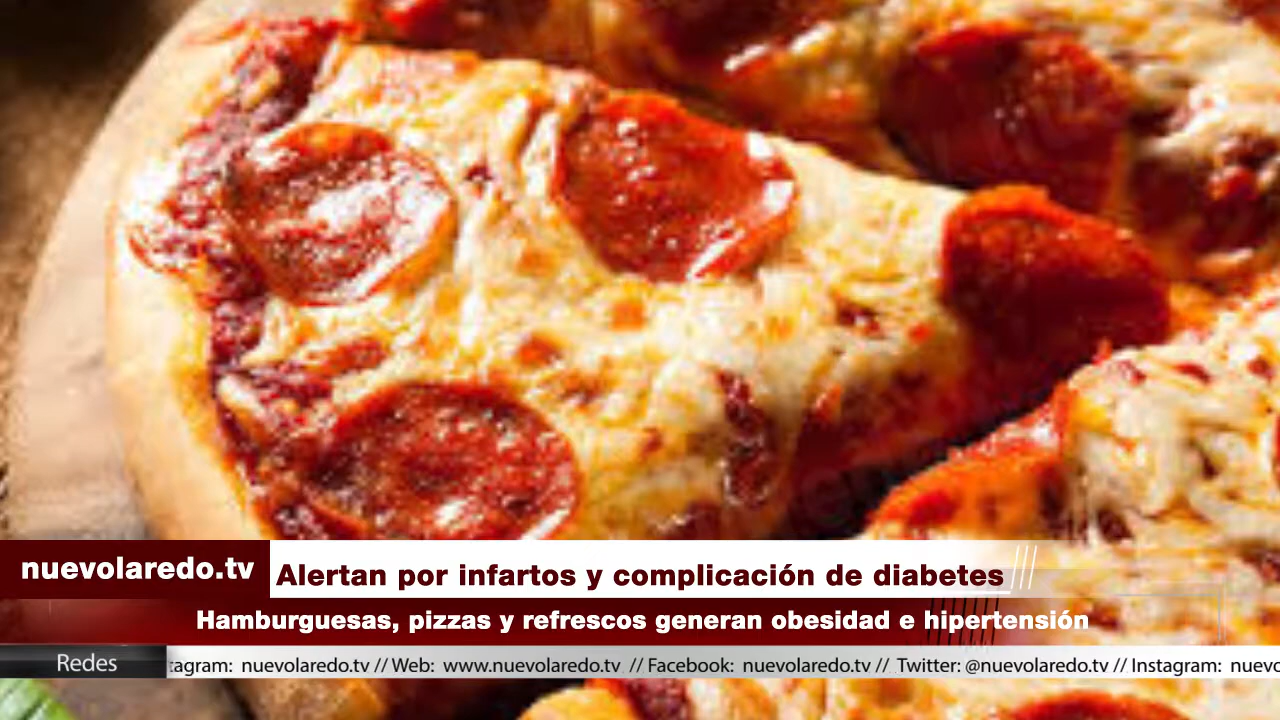 nuevolaredo.tv
Alertan por infartos y complicación de diabetes
Hamburguesas, pizzas y refrescos generan obesidad e hipertensión
Redes
tagram: nuevolaredo.tv // Web: www.nuevolaredo.tv // Facebook: nuevolaredo.tv // Twitter: @nuevolaredo.tv // Instagram: nuevo